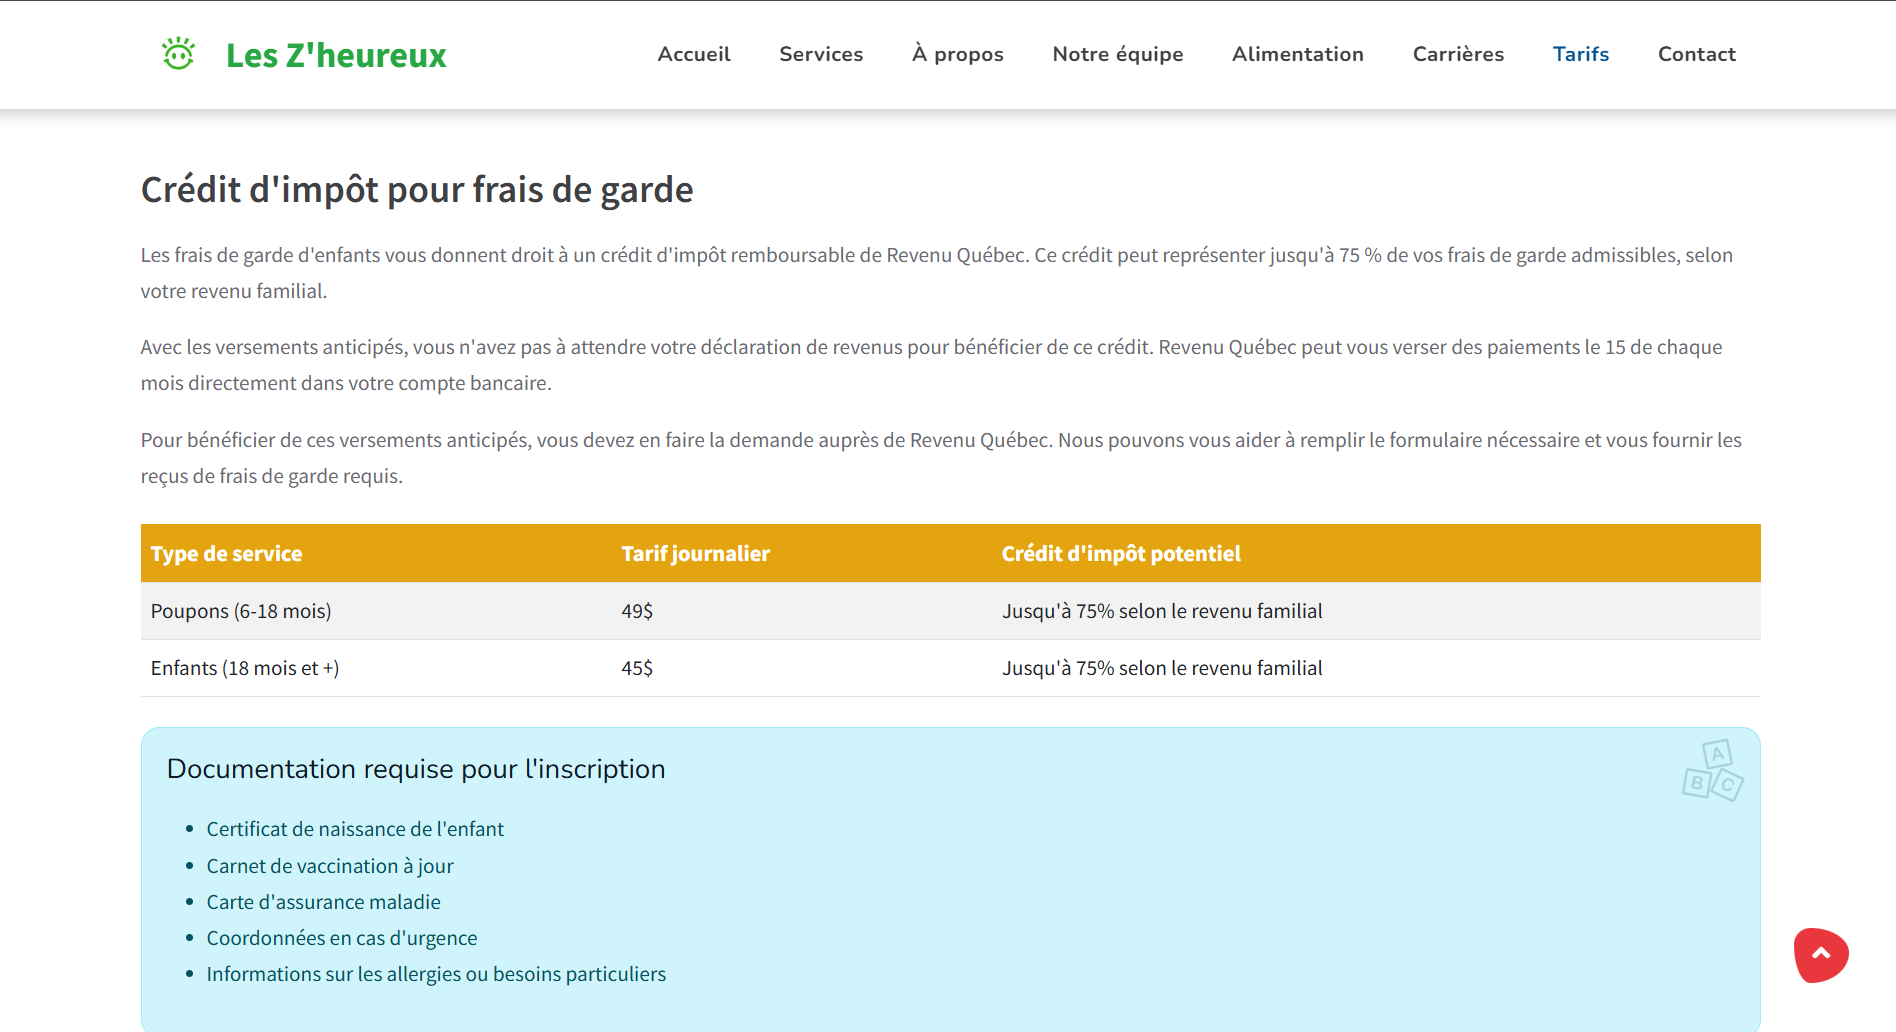 Les Z'heureux
Accueil Services À propos Notre équipe Alimentation Carrières Tarifs Contact
Crédit d'impôt pour frais de garde
Les frais de garde d'enfants vous donnent droit à un crédit d'impôt remboursable de Revenu Québec. Ce crédit peut représenter jusqu'à 75 % de vos frais de garde admissibles, selon
votre revenu familial.
Avec les versements anticipés, vous n'avez pas à attendre votre déclaration de revenus pour bénéficier de ce crédit. Revenu Québec peut vous verser des paiements le 15 de chaque
mois directement dans votre compte bancaire.
Pour bénéficier de ces versements anticipés, vous devez en faire la demande auprès de Revenu Québec. Nous pouvons vous aider à remplir le formulaire nécessaire et vous fournir les
reçus de frais de garde requis.
Type de service Tarif journalier Crédit d'impôt potentiel
Poupons (6-18 mois) 49$ Jusqu'à 75% selon le revenu familial
Enfants (18 mois et +) 45$ Jusqu'à 75% selon le revenu familial
Documentation requise pour l'inscription
A
B C
• Certificat de naissance de l'enfant
• Carnet de vaccination à jour
• Carte d'assurance maladie
• Coordonnées en cas d'urgence
• Informations sur les allergies ou besoins particuliers